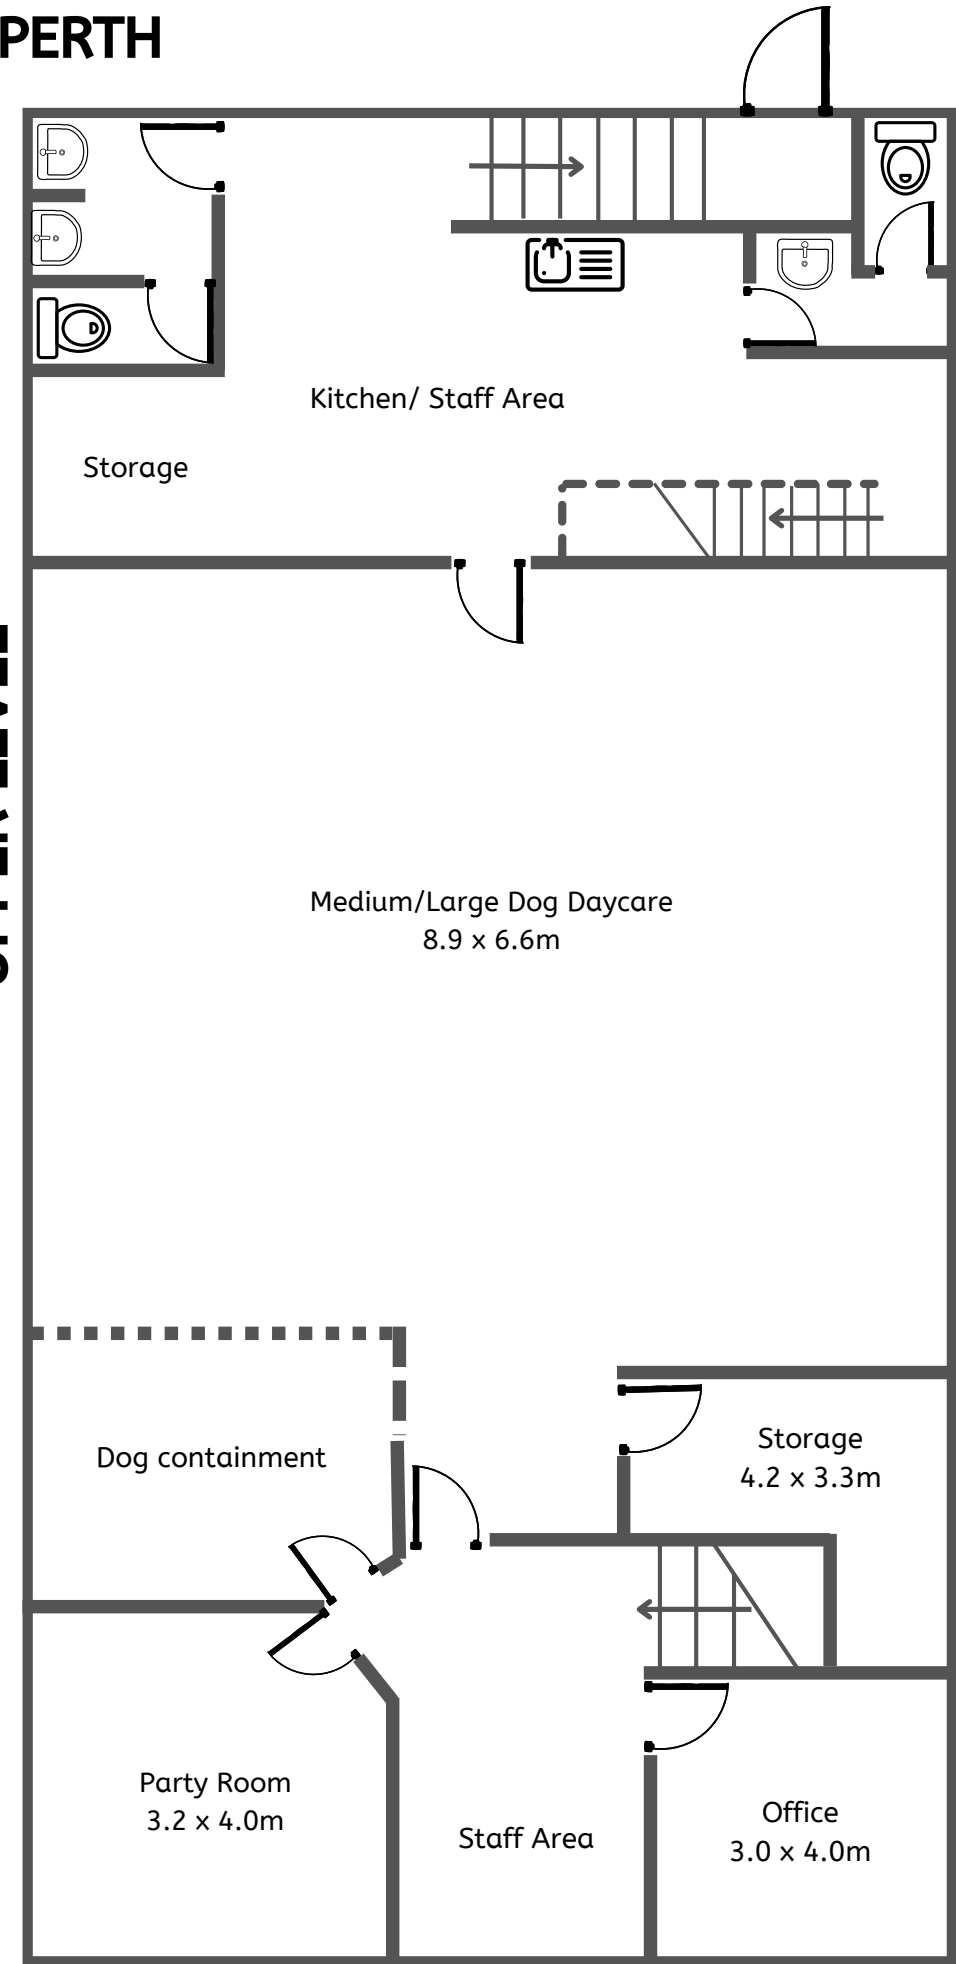 PERTH
Kitchen/ Staff Area
Storage
Medium/Large Dog Daycare
8.9 x 6.6m
Dog containment
Storage
4.2 x 3.3m
Party Room
3.2 x 4.0m
Staff Area
Office
3.0 x 4.0m